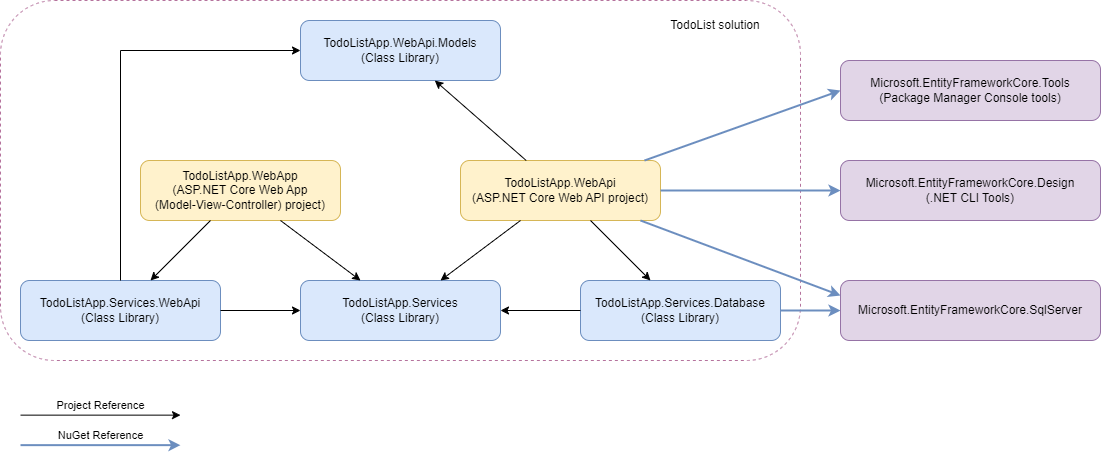 TodoList solution
TodoListApp.WebApi.Models
(Class Library)
Microsoft.EntityFrameworkCore.Tools
(Package Manager Console tools)
TodoListApp.WebApp
(ASP.NET Core Web App
(Model-View-Controller) project)
TodoListApp.WebApi
(ASP.NET Core Web API project)
Microsoft.EntityFrameworkCore.Design
(.NET CLI Tools)
TodoListApp.Services.WebApi
(Class Library)
TodoListApp.Services
(Class Library)
TodoListApp.Services.Database
(Class Library)
Microsoft.EntityFrameworkCore.SqlServer
Project Reference
NuGet Reference